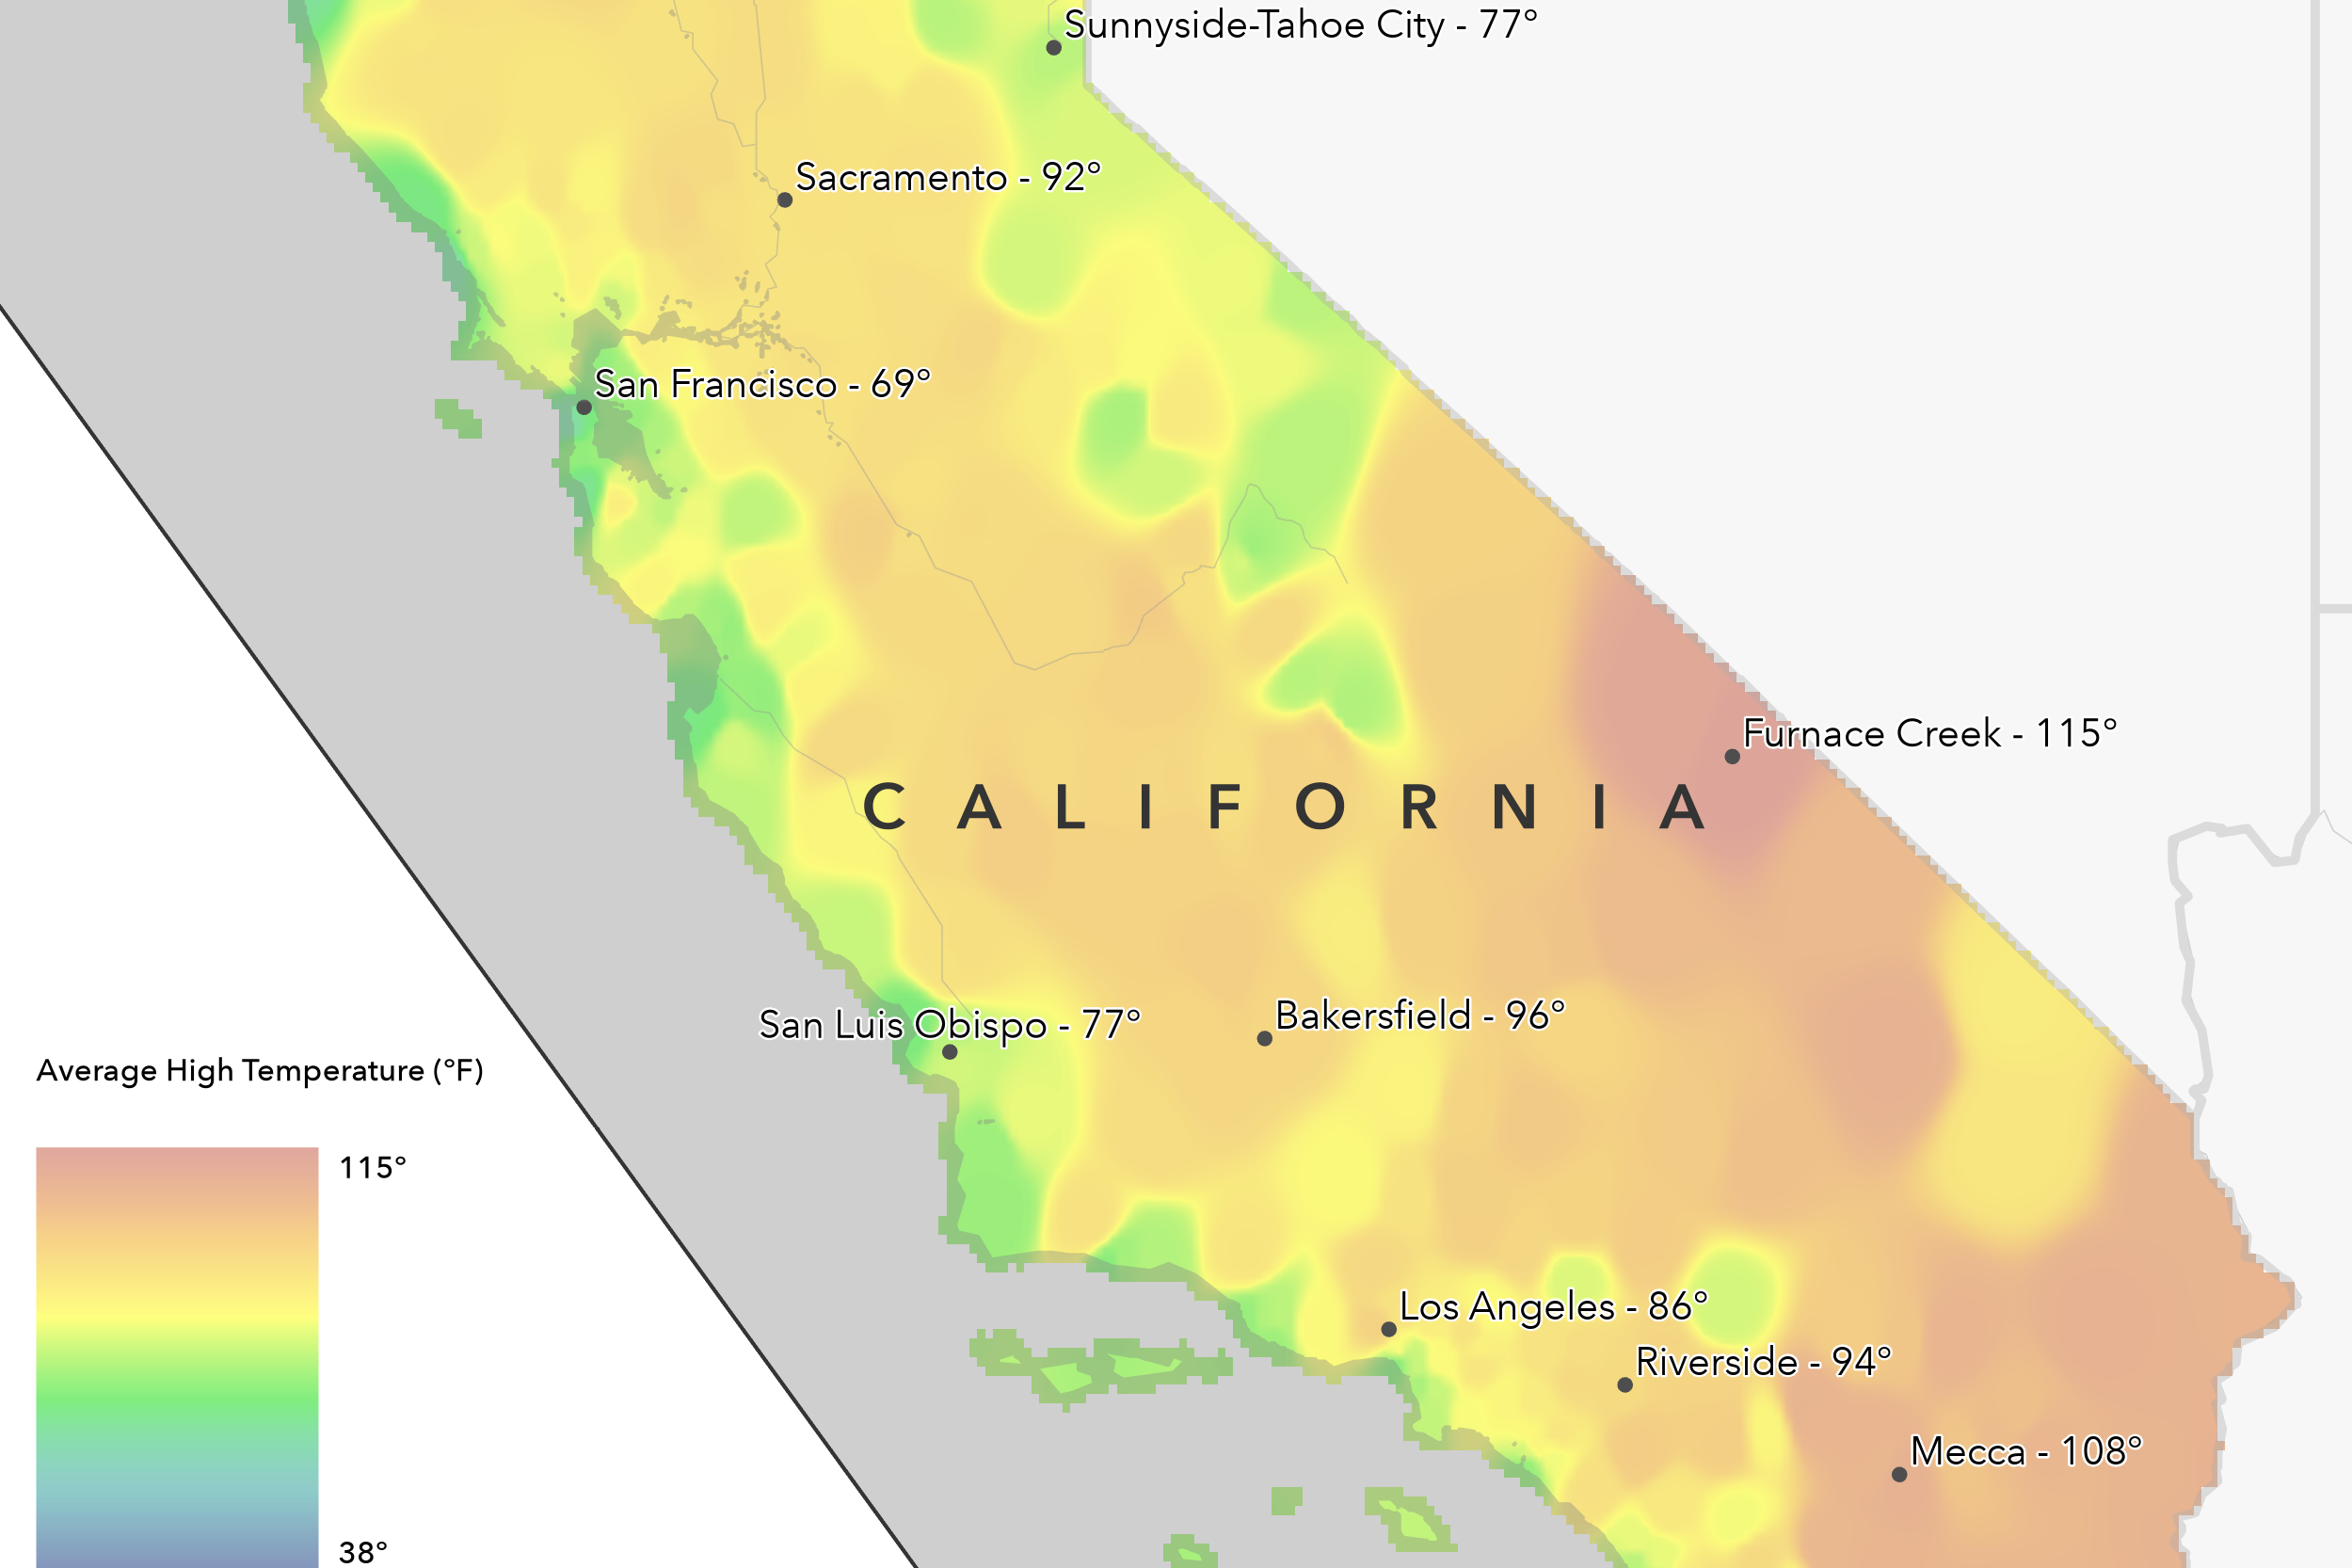 Sunnyside-Tahoe City - 77°
Sacramento - 92°
San Francisco - 69°
Furnace Creek - 115°
CALIFORNIA
San Luis Obispo - 77°
Bakersfield - 96°
Average High Temperature (°F)
115°
38°
Los Angeles - 86°
Riverside - 94°
Mecca - 108°